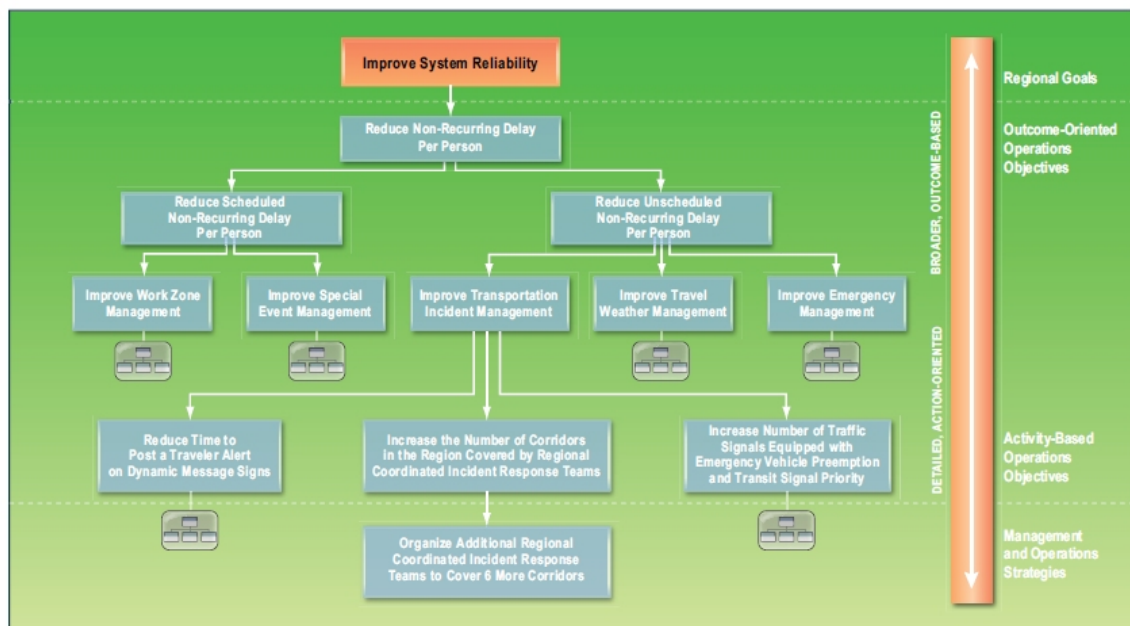 Improve System Reliability
Regional Goals
Reduce Non-Recurring Delay
Per Person
Outcome-Oriented
Operations
Objectives
Reduce Scheduled
Non-Recurring Delay
Per Person
Reduce Unscheduled
Non-Recurring Delay
Per Person
BROADER, OUTCOME-BASED
Improve Work Zone
Management
Improve Special
Event Management
Improve Transportation
Incident Management
Improve Travel
Weather Management
Improve Emergency
Management
DETAILED, ACTION-ORIENTED
Reduce Time to
Post a Traveler Alert
on Dynamic Message Signs
Increase the Number of Corridors
in the Region Covered by Regional
Coordinated Incident Response Teams
Increase Number of Traffic
Signals Equipped with
Emergency Vehicle Preemption
and Transit Signal Priority
Activity-Based
Operations
Objectives
Organize Additional Regional
Coordinated Incident Response
Teams to Cover 6 More Corridors
Management
and Operations
Strategies